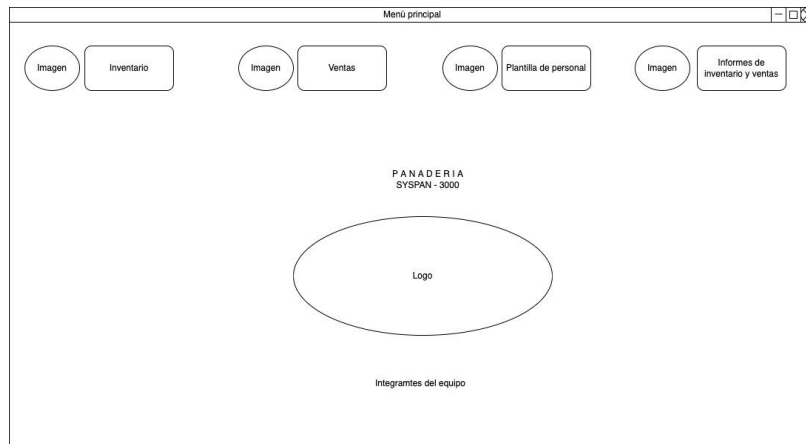 Menú principal
Imagen
Inventario
Imagen
Ventas
Imagen
Plantilla de personal
Imagen
Informes de
inventario y ventas
P A N A D E R I A
SYSPAN - 3000
Logo
Integramtes del equipo